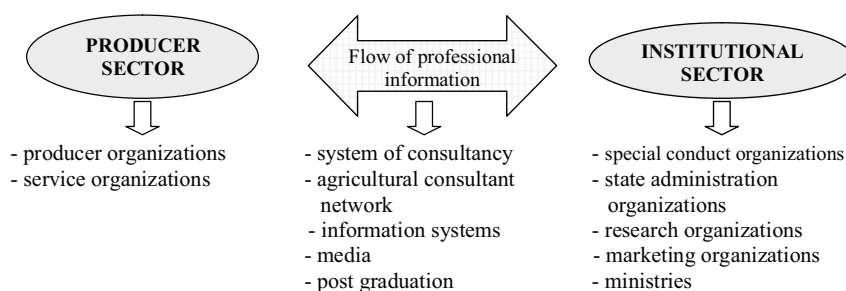 PRODUCER
SECTOR
Flow of professional
information
INSTITUTIONAL
SECTOR
- producer organizations
- service organizations
- system of consultancy
- agricultural consultant
network
- information systems
- media
- post graduation
- special conduct organizations
- state administration
organizations
- research organizations
- marketing organizations
- ministries